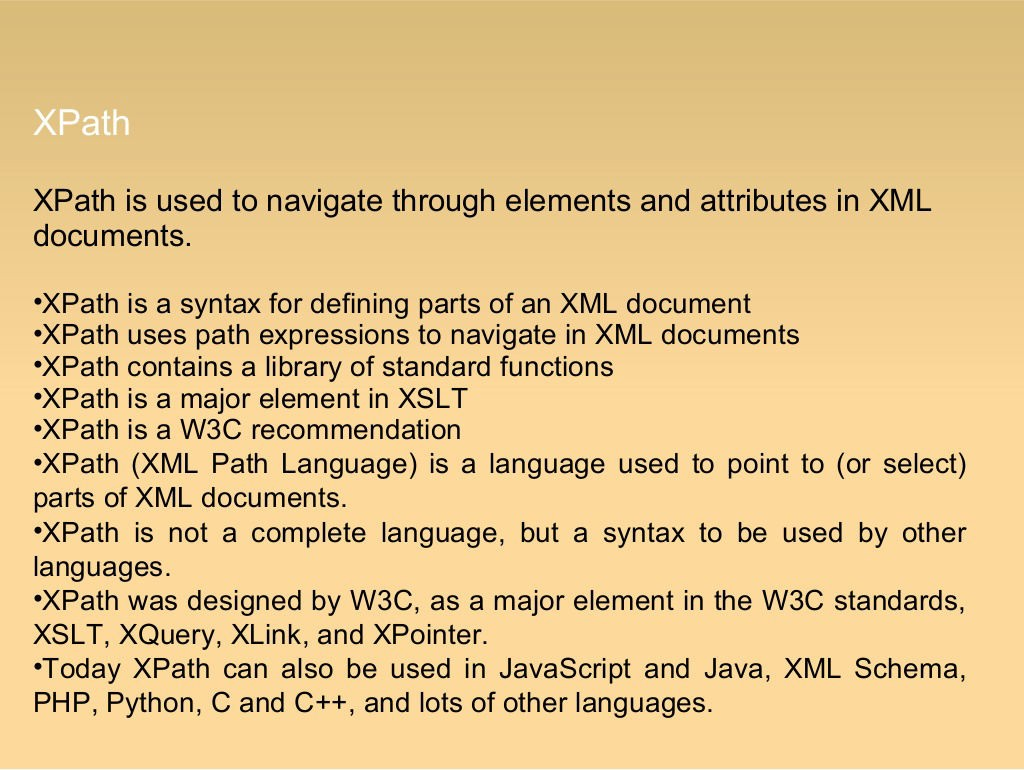 XPath
XPath is used to navigate through elements and attributes in XML
documents.
•XPath is a syntax for defining parts of an XML document
•XPath uses path expressions to navigate in XML documents
•XPath contains a library of standard functions
•XPath is a major element in XSLT
•XPath is a W3C recommendation
•XPath (XML Path Language) is a language used to point to (or select)
parts of XML documents.
•XPath is not a complete language, but a syntax to be used by other
languages.
•XPath was designed by W3C, as a major element in the W3C standards,
XSLT, XQuery, XLink, and XPointer.
•Today XPath can also be used in JavaScript and Java, XML Schema,
PHP, Python, C and C++, and lots of other languages.